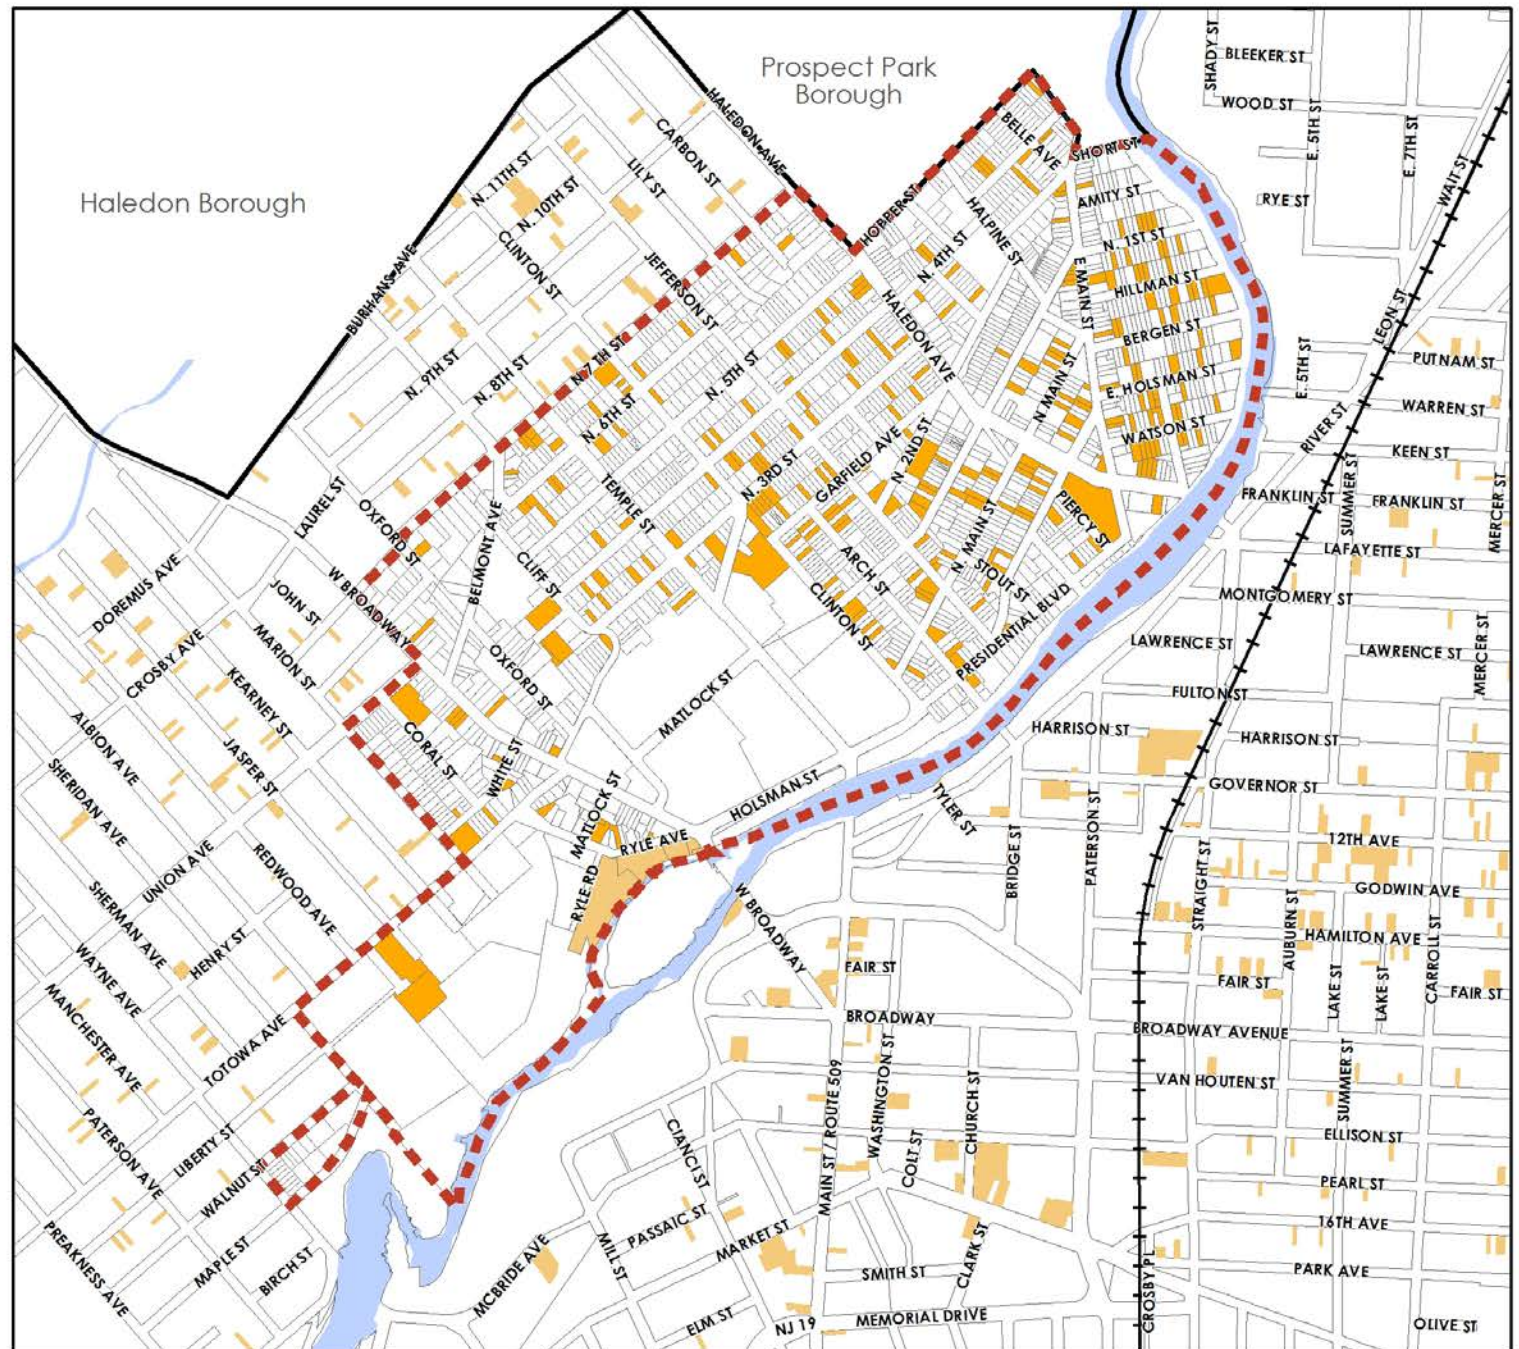 Prospect Park
Borough
Haledon Borough
SHADY ST
BLEEKER ST
WOOD ST
E. 5TH ST
E. 7TH ST
WAIT ST
RYE ST
HALEDON AVE
CARBON ST
LILY ST
N. 11TH ST
N. 10TH ST
CLINTON ST
BURHANS AVE
JEFFERSON ST
BELLE AVE
SHORT ST
AMITY ST
HOPPER ST
HALPINE ST
N. 4TH ST
N. 1ST ST
E MAIN ST
HILLMAN ST
BERGEN ST
LEON ST
PUTNAM ST
HALEDON AVE
E. 5TH ST
N. 9TH ST
N. 8TH ST
N. 7TH ST
N. 5TH ST
N. 6TH ST
N MAIN ST
E. HOLSMAN ST
WARREN ST
RIVER ST
WATSON ST
KEEN ST
GARFIELD AVE
N. 2ND ST
N. 3RD ST
LAUREL ST
OXFORD ST
TEMPLE ST
BELMONT AVE
PIERCY ST
FRANKLIN ST
FRANKLIN ST
SUMMER ST
MERCER ST
N. MAIN ST
LAFAYETTE ST
DOREMUS AVE
JOHN ST
W BROADWAY
CLIFF ST
ARCH ST
STOUT ST
CLINTON ST
PRESIDENTIAL BLVD
MONTGOMERY ST
LAWRENCE ST
LAWRENCE ST
MERCER ST
CROSBY AVE
MARION ST
KEARNEY ST
OXFORD ST
MATLOCK ST
FULTON ST
HARRISON ST
HARRISON ST
ALBION AVE
JASPER ST
CORAL ST
WHITE ST
SHERIDAN AVE
MATLOCK ST
HOLSMAN ST
TYLER ST
GOVERNOR ST
PATERSON ST
BRIDGE ST
12TH AVE
UNION AVE
REDWOOD AVE
RYLE AVE
RYLE RD
STRAIGHT ST
GODWIN AVE
SHERMAN AVE
W BROADWAY
AUBURN ST
HAMILTON AVE
CARROLL ST
WAYNE AVE
HENRY ST
FAIR ST
FAIR ST
LAKE ST
LAKE ST
FAIR ST
MANCHESTER AVE
TOTOWA AVE
BROADWAY
BROADWAY AVENUE
MAIN ST / ROUTE 509
WASHINGTON ST
CHURCH ST
VAN HOUTEN ST
SUMMER ST
PATERSON AVE
LIBERTY ST
CIANCI ST
COLT ST
ELLISON ST
WALNUT ST
PEARL ST
PREAKNESS AVE
MAPLE ST
BIRCH ST
MCBRIDE AVE
MILL ST
PASSAIC ST
MARKET ST
CLARK ST
16TH AVE
SMITH ST
PARK AVE
ELM ST
NJ 19
MEMORIAL DRIVE
CROSBY PL
OLIVE ST